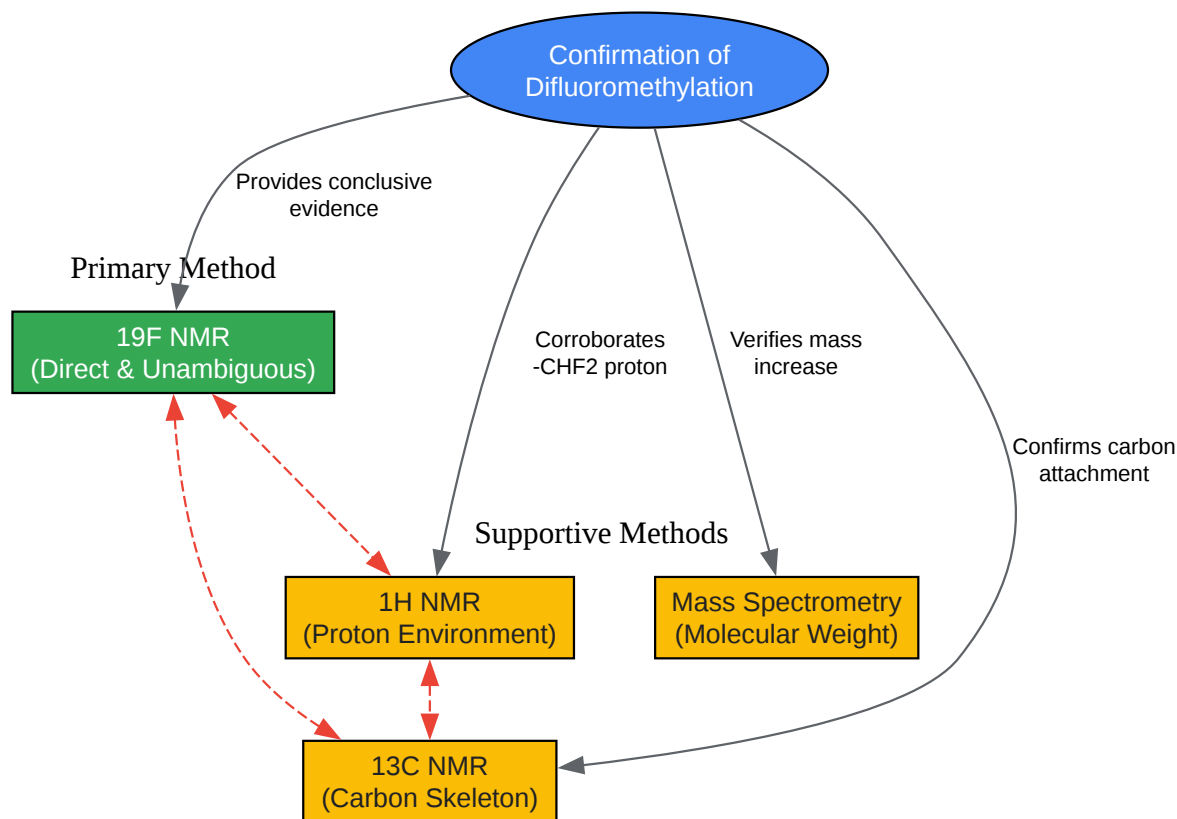 Confirmation of
Difluoromethylation
Provides conclusive
evidence
Primary Method
19F NMR
(Direct & Unambiguous)
Corroborates
-CHF2 proton
Verifies mass
increase
Confirms carbon
attachment
Supportive Methods
1H NMR
(Proton Environment)
Mass Spectrometry
(Molecular Weight)
13C NMR
(Carbon Skeleton)